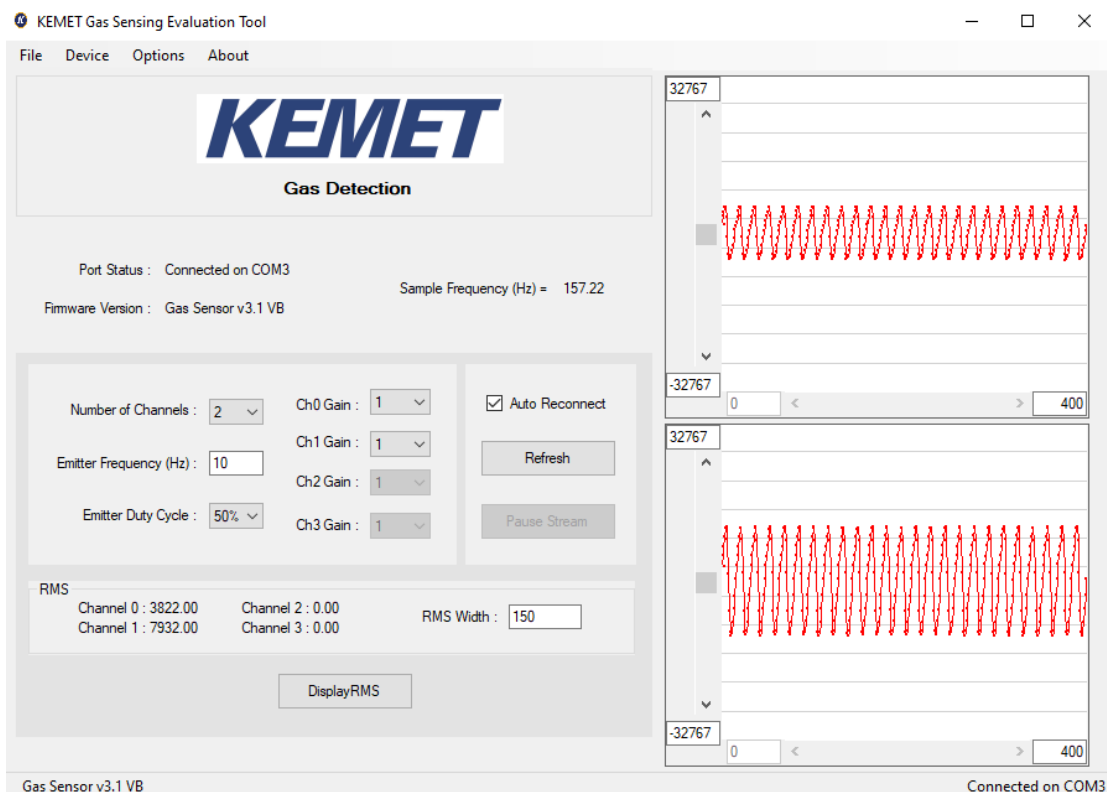 KEMET Gas Sensing Evaluation Tool
File Device Options About
KEMET
Gas Detection
Port Status : Connected on COM3
Firmware Version : Gas Sensor v3.1 VB
Sample Frequency (Hz) = 157.22
Number of Channels : 2
Emitter Frequency (Hz) : 10
Emitter Duty Cycle : 50%
Ch0 Gain : 1
Ch1 Gain : 1
Ch2 Gain : 1
Ch3 Gain : 1
Auto Reconnect
Refresh
Pause Stream
RMS
Channel 0 : 3822.00 Channel 2 : 0.00
Channel 1 : 7932.00 Channel 3 : 0.00
RMS Width : 150
DisplayRMS
32767
-32767
0 400
32767
-32767
0 400
Gas Sensor v3.1 VB Connected on COM3